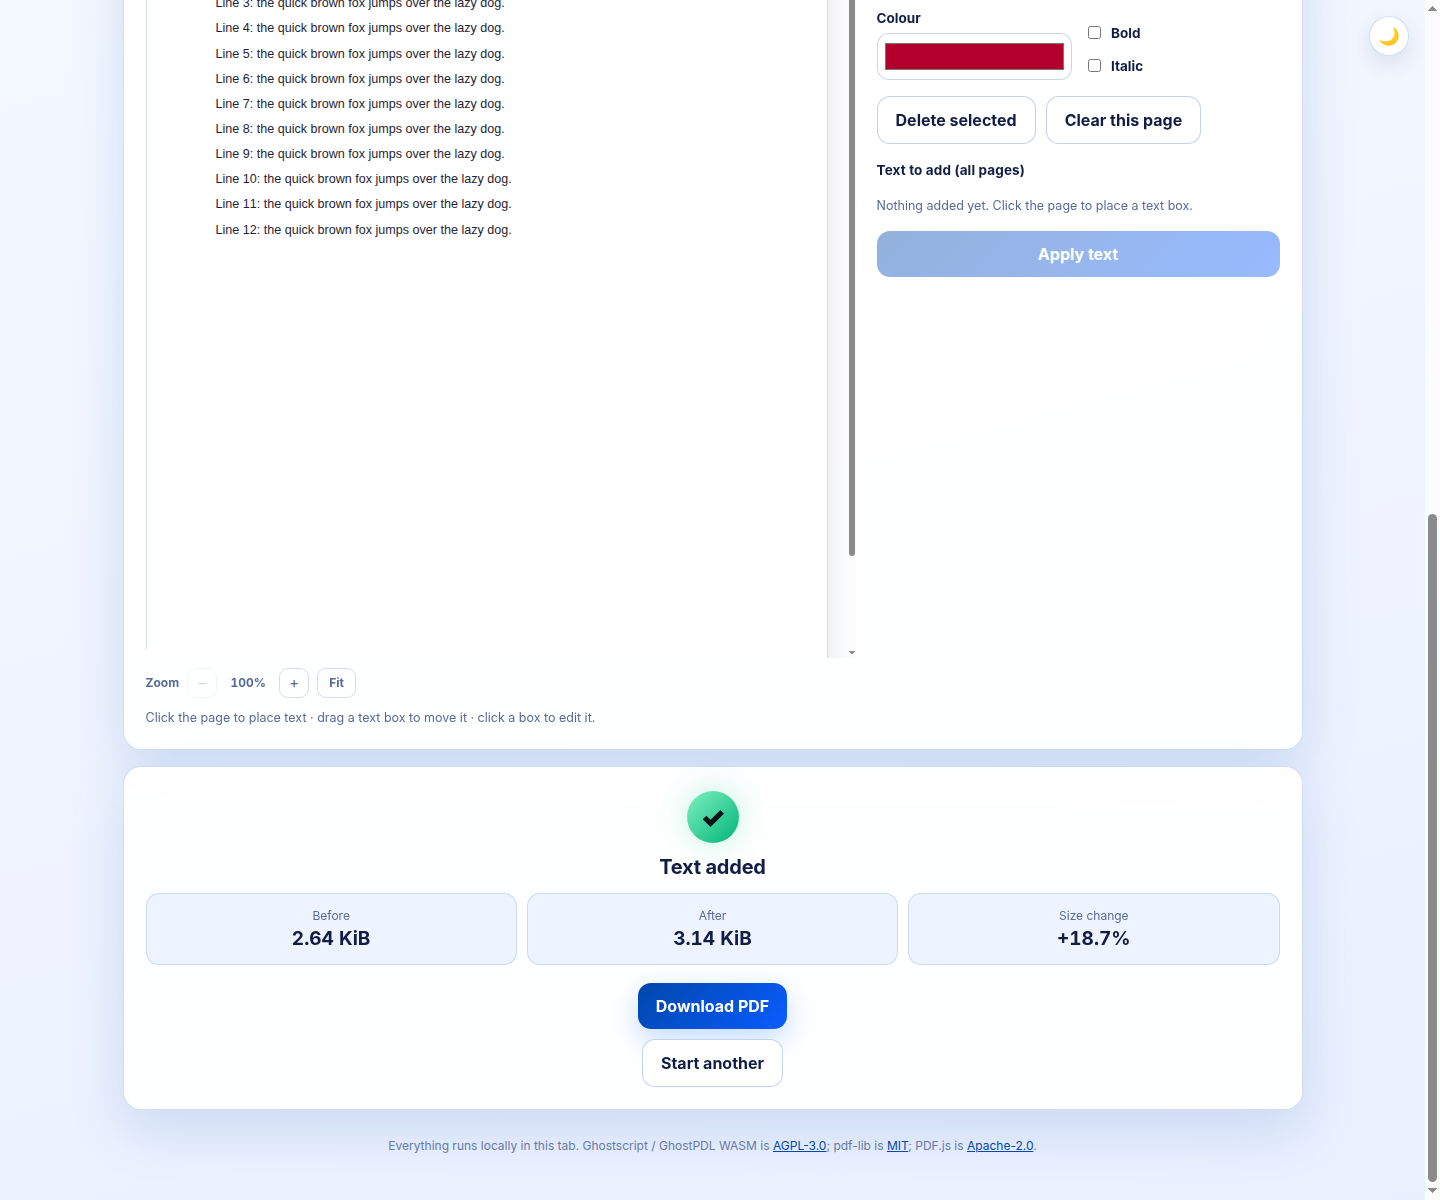 Line 3: the quick brown fox jumps over the lazy dog.
Line 4: the quick brown fox jumps over the lazy dog.
Line 5: the quick brown fox jumps over the lazy dog.
Line 6: the quick brown fox jumps over the lazy dog.
Line 7: the quick brown fox jumps over the lazy dog.
Line 8: the quick brown fox jumps over the lazy dog.
Line 9: the quick brown fox jumps over the lazy dog.
Line 10: the quick brown fox jumps over the lazy dog.
Line 11: the quick brown fox jumps over the lazy dog.
Line 12: the quick brown fox jumps over the lazy dog.
Zoom − 100% + Fit
Click the page to place text · drag a text box to move it · click a box to edit it.
Colour
Bold
Italic
Delete selected Clear this page
Text to add (all pages)
Nothing added yet. Click the page to place a text box.
Apply text
Text added
Before
2.64 KiB
After
3.14 KiB
Size change
+18.7%
Download PDF
Start another
Everything runs locally in this tab. Ghostscript / GhostPDL WASM is AGPL-3.0; pdf-lib is MIT; PDF.js is Apache-2.0.